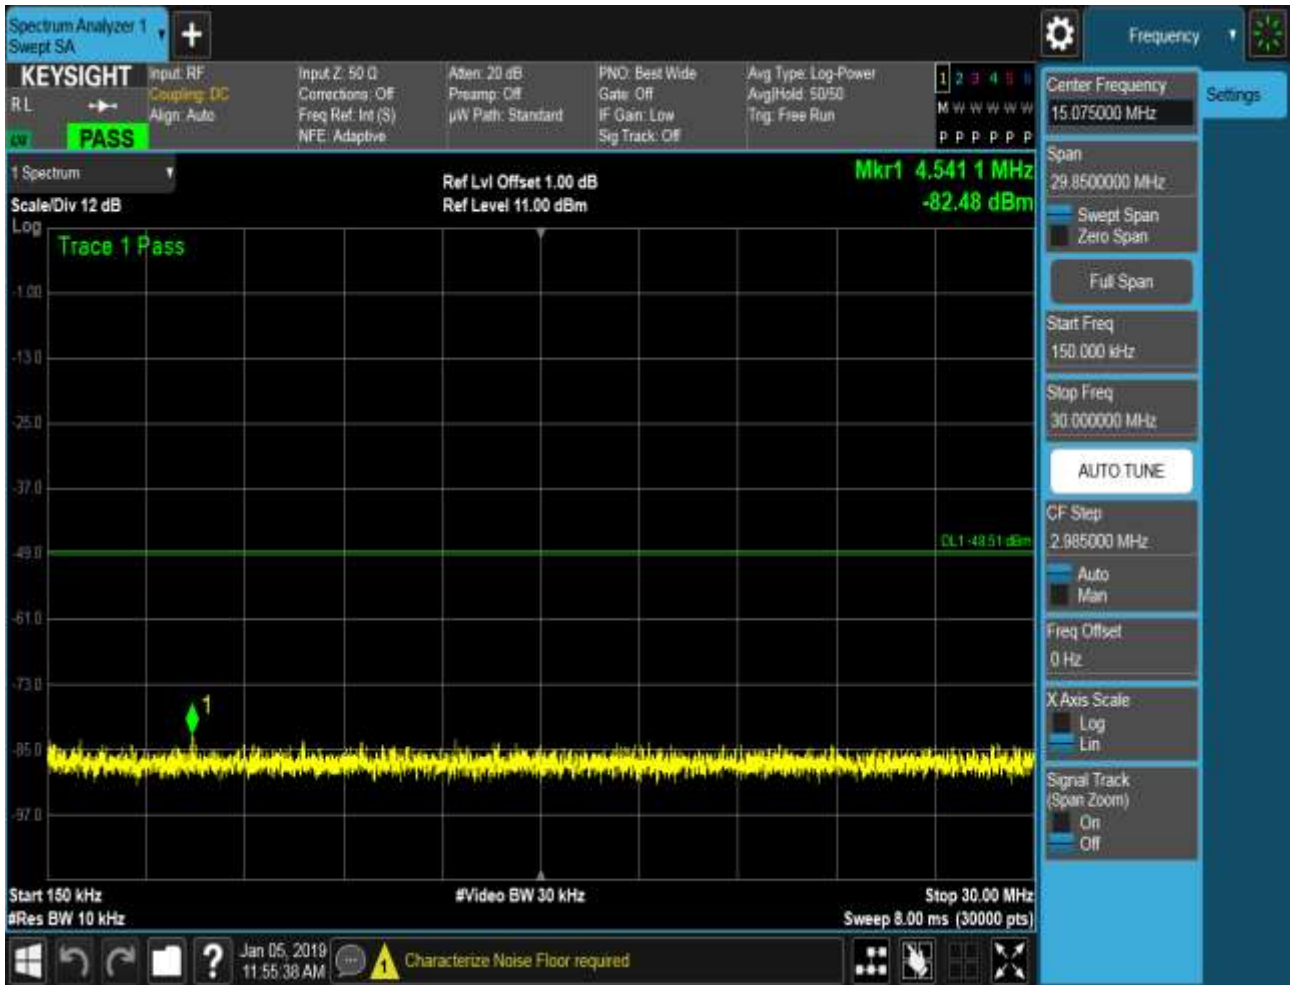 Spectrum Analyzer 1
Swept SA
Frequency
KEYSIGHT
R L
PASS
Input: RF
Coupling: DC
Align: Auto
Input Z: 50 Ω
Corrections: Off
Freq Ref: Int (S)
NFE: Adaptive
Atten: 20 dB
Preamp: Off
µW Path: Standard
PNO: Best Wide
Gate: Off
IF Gain: Low
Sig Track: Off
Avg Type: Log-Power
Avg|Hold: 50/50
Trig: Free Run
1 2 3 4 5 6
M W W W W W
P P P P P P
1 Spectrum
Scale/Div 12 dB
Log
Ref Lvl Offset 1.00 dB
Ref Level 11.00 dBm
Mkr1 4.541 1 MHz
-82.48 dBm
Trace 1 Pass
-1.00
-13.0
-25.0
-37.0
-49.0
DL1 -48.51 dBm
-61.0
-73.0
1
-85.0
-97.0
Start 150 kHz
#Res BW 10 kHz
#Video BW 30 kHz
Stop 30.00 MHz
Sweep 8.00 ms (30000 pts)
Center Frequency
15.075000 MHz
Settings
Span
29.8500000 MHz
Swept Span
Zero Span
Full Span
Start Freq
150.000 kHz
Stop Freq
30.000000 MHz
AUTO TUNE
CF Step
2.985000 MHz
Auto
Man
Freq Offset
0 Hz
X Axis Scale
Log
Lin
Signal Track
(Span Zoom)
On
Off
?
Jan 05, 2019
11:55:38 AM
1
Characterize Noise Floor required